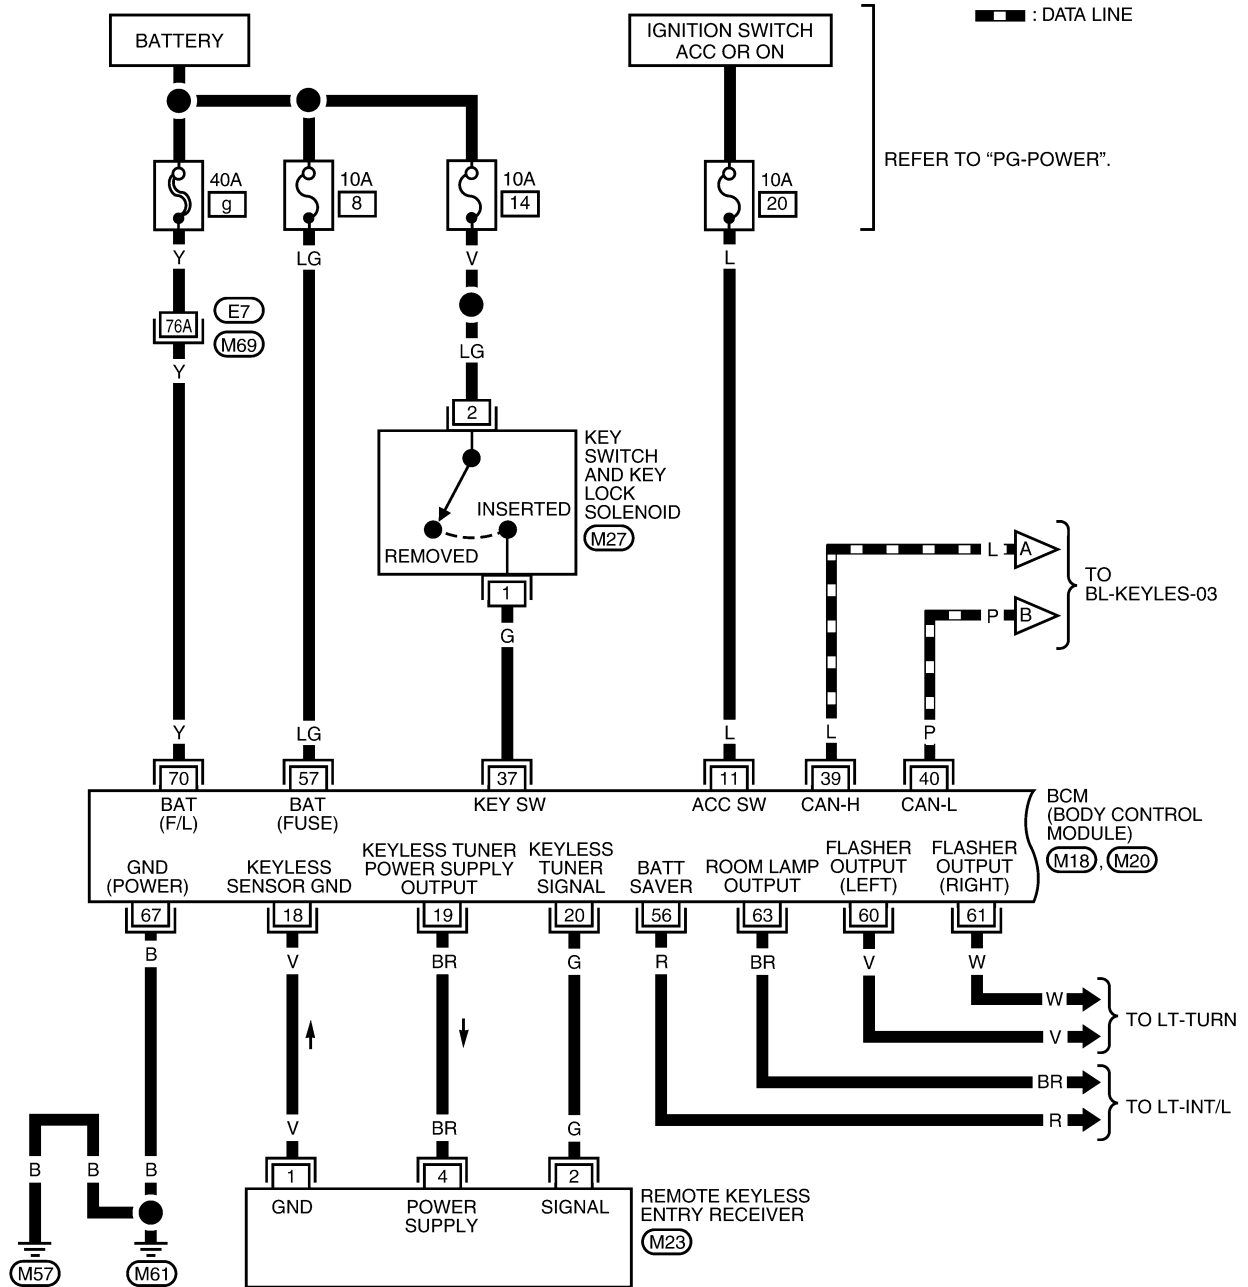 : DATA LINE
BATTERY
IGNITION SWITCH
ACC OR ON
REFER TO “PG-POWER”.
40A
g
10A
8
10A
14
10A
20
Y
LG
V
L
76A
E7
M69
Y
LG
2
KEY
SWITCH
AND KEY
LOCK
SOLENOID
M27
INSERTED
REMOVED
1
G
L
A
P
B
TO
BL-KEYLES-03
Y
LG
L
L
P
70
57
37
11
39
40
BAT
(F/L)
BAT
(FUSE)
KEY SW
ACC SW
CAN-H
CAN-L
BCM
(BODY CONTROL
MODULE)
M18 , M20
GND
(POWER)
KEYLESS
SENSOR GND
KEYLESS TUNER
POWER SUPPLY
OUTPUT
KEYLESS
TUNER
SIGNAL
BATT
SAVER
ROOM LAMP
OUTPUT
FLASHER
OUTPUT
(LEFT)
FLASHER
OUTPUT
(RIGHT)
67
18
19
20
56
63
60
61
B
V
BR
G
R
BR
V
W
W
V
TO LT-TURN
BR
R
TO LT-INT/L
V
BR
G
B
B
B
1
4
2
GND
POWER
SUPPLY
SIGNAL
REMOTE KEYLESS
ENTRY RECEIVER
M23
M57
M61